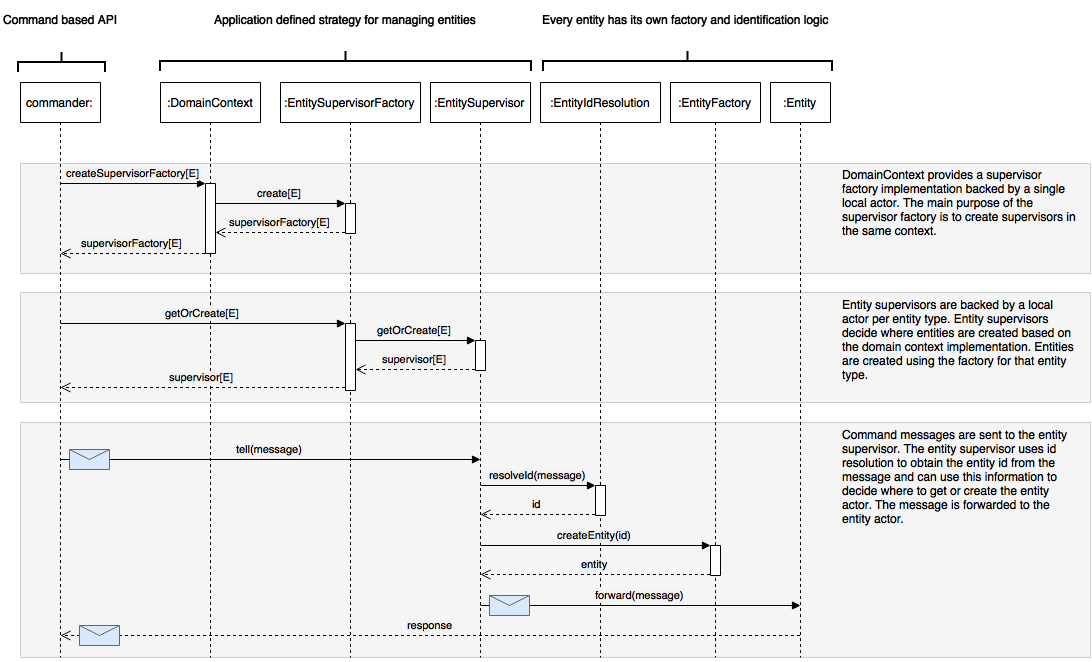 Command based API
Application defined strategy for managing entities
Every entity has its own factory and identification logic
commander:
:DomainContext
:EntitySupervisorFactory
:EntitySupervisor
:EntityIdResolution
:EntityFactory
:Entity
createSupervisorFactory[E]
create[E]
supervisorFactory[E]
supervisorFactory[E]
DomainContext provides a supervisor
factory implementation backed by a single
local actor. The main purpose of the
supervisor factory is to create supervisors in
the same context.
getOrCreate[E]
getOrCreate[E]
supervisor[E]
supervisor[E]
Entity supervisors are backed by a local
actor per entity type. Entity supervisors
decide where entities are created based on
the domain context implementation. Entities
are created using the factory for that entity
type.
tell(message)
resolveId(message)
id
createEntity(id)
entity
forward(message)
response
Command messages are sent to the entity
supervisor. The entity supervisor uses id
resolution to obtain the entity id from the
message and can use this information to
decide where to get or create the entity
actor. The message is forwarded to the
entity actor.